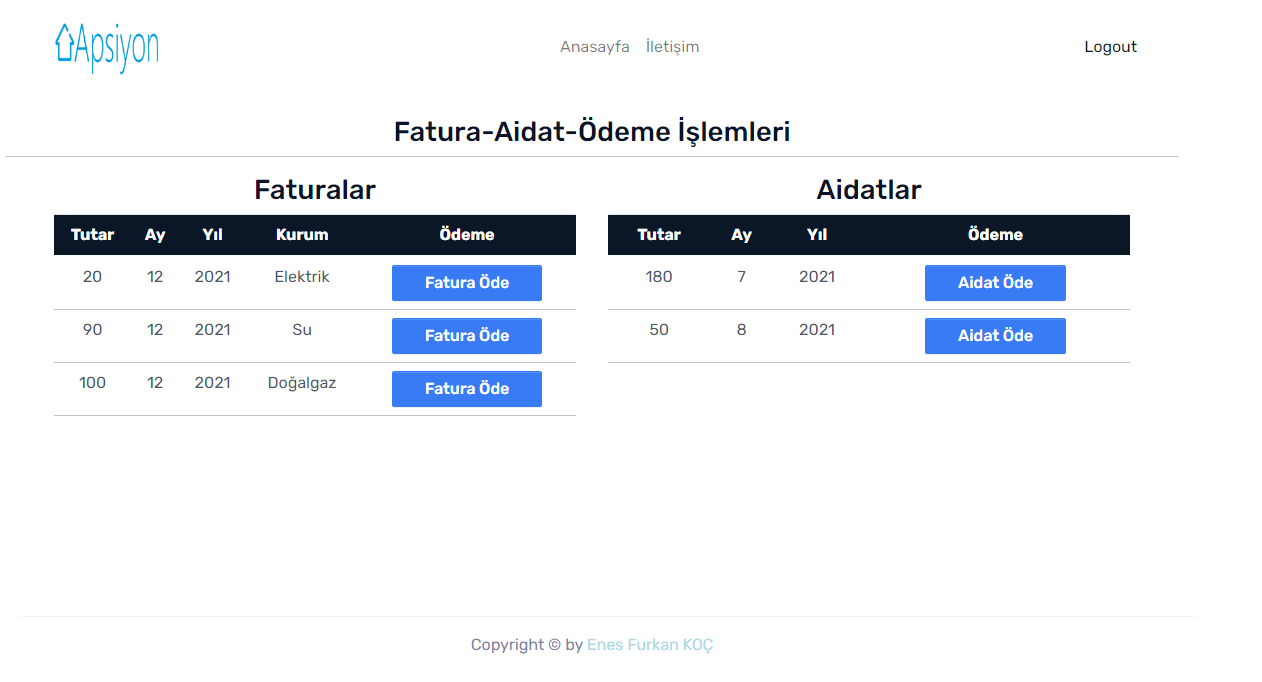 Apsiyon
Anasayfa İletişim
Logout
Fatura-Aidat-Ödeme İşlemleri
Faturalar
Tutar Ay Yıl Kurum Ödeme
20 12 2021 Elektrik Fatura Öde
90 12 2021 Su Fatura Öde
100 12 2021 Doğalgaz Fatura Öde
Aidatlar
Tutar Ay Yıl Ödeme
180 7 2021 Aidat Öde
50 8 2021 Aidat Öde
Copyright © by Enes Furkan KOÇ